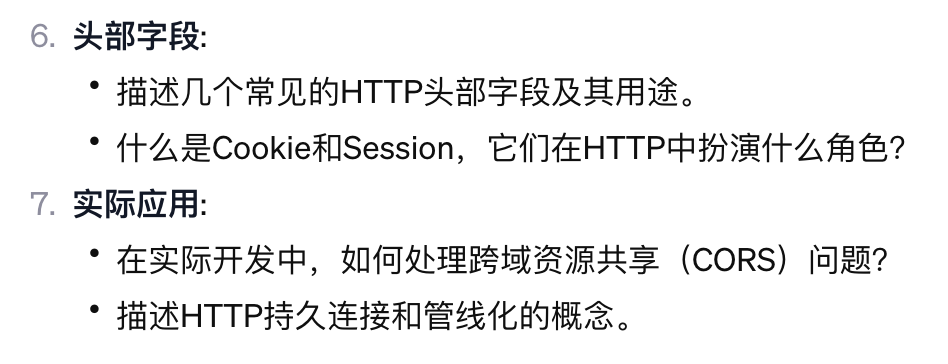 6. 头部字段:
• 描述几个常见的HTTP头部字段及其用途。
• 什么是Cookie和Session，它们在HTTP中扮演什么角色?
7. 实际应用:
• 在实际开发中，如何处理跨域资源共享（CORS）问题?
• 描述HTTP持久连接和管线化的概念。